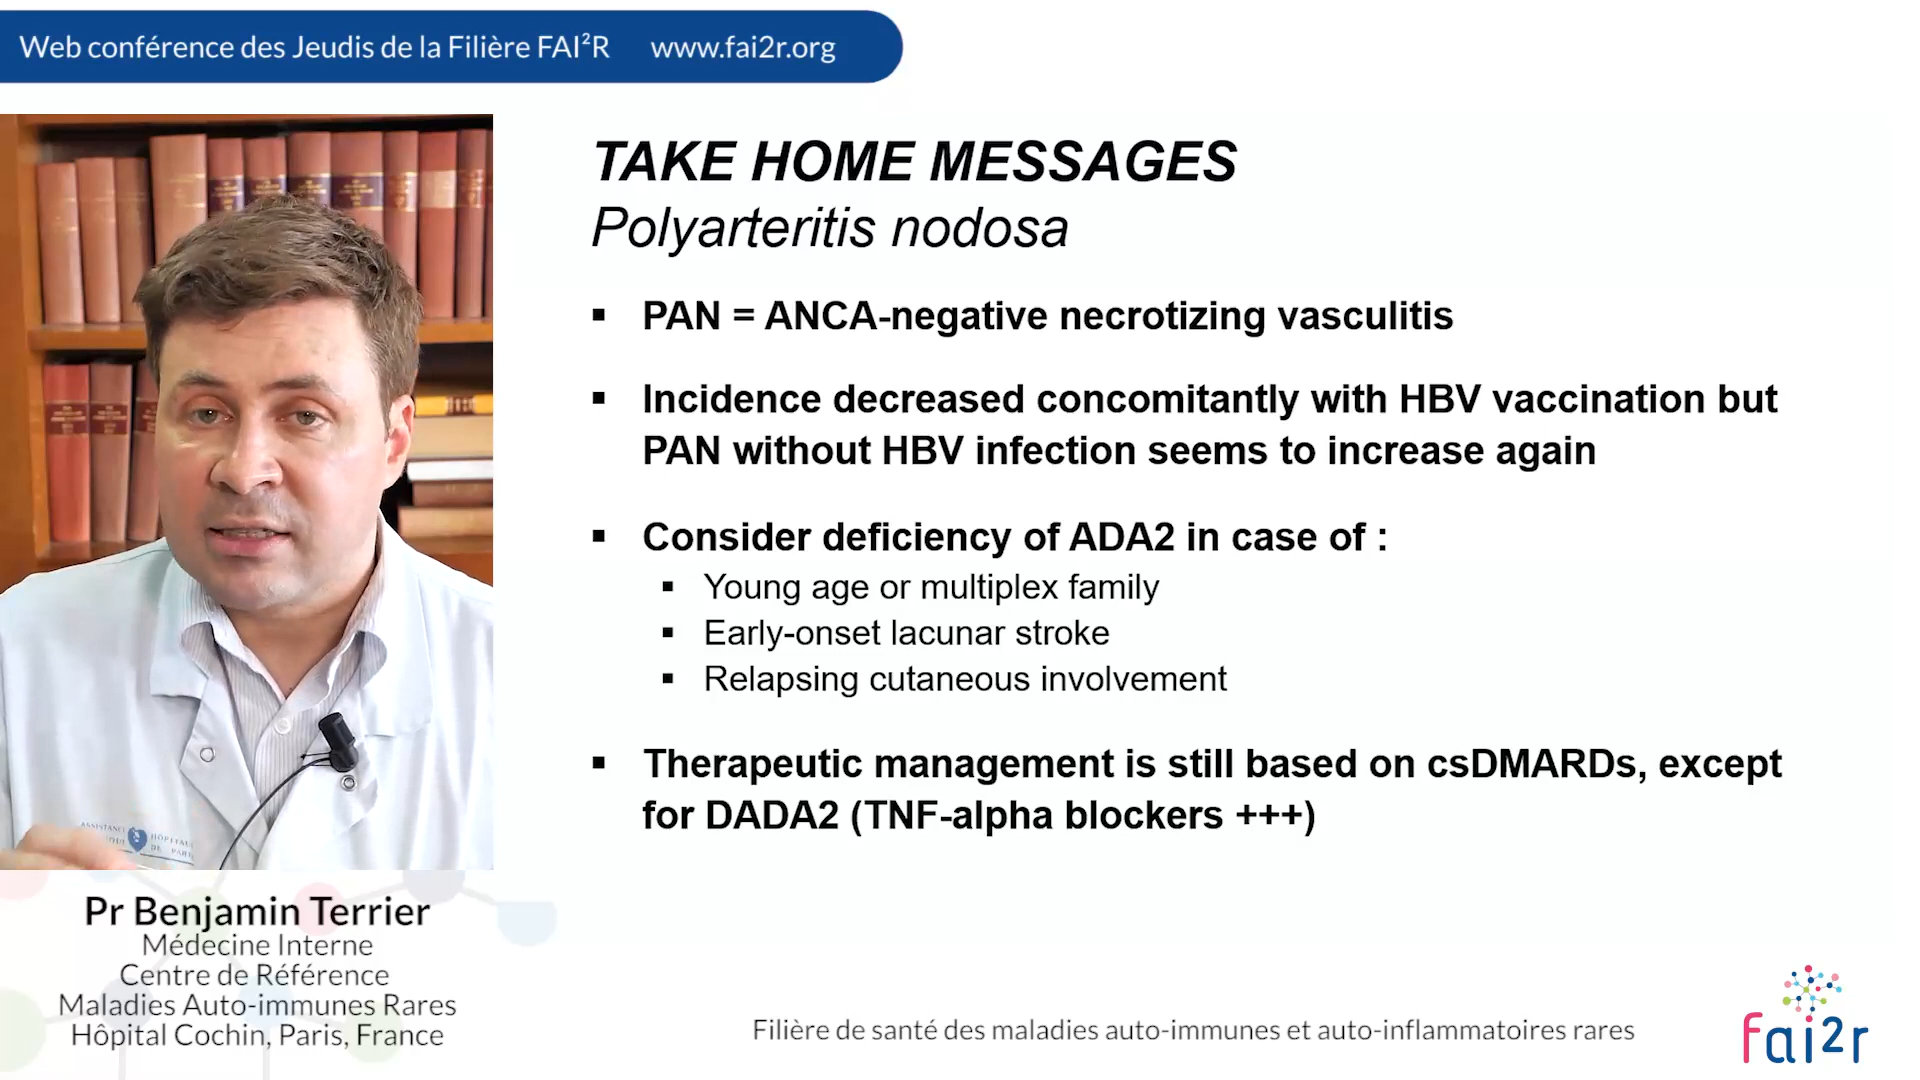 Web conférence des Jeudis de la Filière FAI²R www.fai2r.org
TAKE HOME MESSAGES
Polyarteritis nodosa
▪ PAN = ANCA-negative necrotizing vasculitis
▪ Incidence decreased concomitantly with HBV vaccination but
PAN without HBV infection seems to increase again
▪ Consider deficiency of ADA2 in case of :
▪ Young age or multiplex family
▪ Early-onset lacunar stroke
▪ Relapsing cutaneous involvement
▪ Therapeutic management is still based on csDMARDs, except
for DADA2 (TNF-alpha blockers +++)
ASSISTANCE HÔPITAUX
DE PARIS
Pr Benjamin Terrier
Médecine Interne
Centre de Référence
Maladies Auto-immunes Rares
Hôpital Cochin, Paris, France
Filière de santé des maladies auto-immunes et auto-inflammatoires rares
fai2r